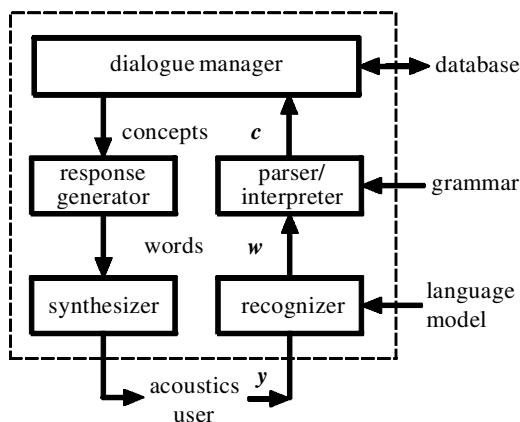 dialogue manager
database
concepts
c
response
generator
parser/
interpreter
grammar
words
w
synthesizer
recognizer
language
model
acoustics
y
user